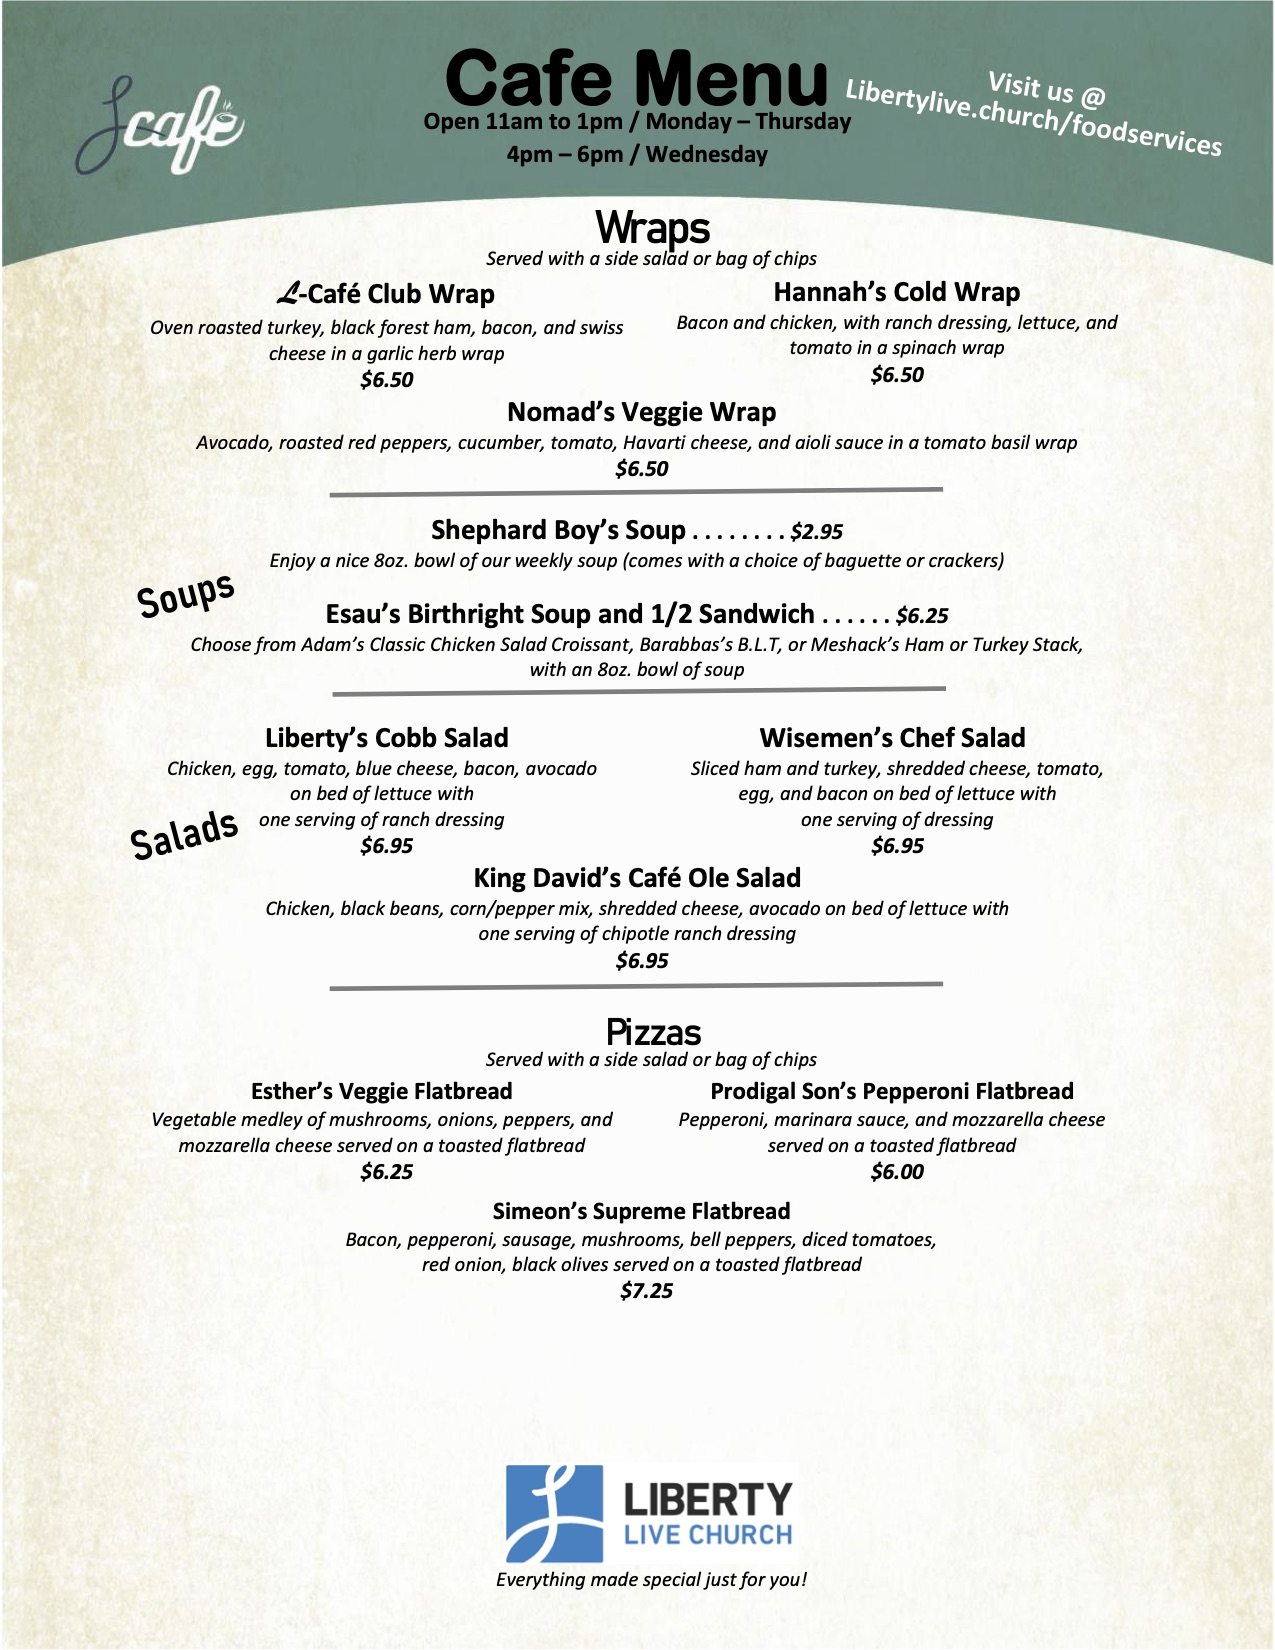 L café
Cafe Menu
Open 11am to 1pm / Monday – Thursday
4pm – 6pm / Wednesday
Visit us @
Libertylive.church/foodservices
Wraps
Served with a side salad or bag of chips
ℒ-Café Club Wrap
Oven roasted turkey, black forest ham, bacon, and swiss
cheese in a garlic herb wrap
$6.50
Hannah’s Cold Wrap
Bacon and chicken, with ranch dressing, lettuce, and
tomato in a spinach wrap
$6.50
Nomad’s Veggie Wrap
Avocado, roasted red peppers, cucumber, tomato, Havarti cheese, and aioli sauce in a tomato basil wrap
$6.50
Soups
Shephard Boy’s Soup . . . . . . . . $2.95
Enjoy a nice 8oz. bowl of our weekly soup (comes with a choice of baguette or crackers)
Esau’s Birthright Soup and 1/2 Sandwich . . . . . . $6.25
Choose from Adam’s Classic Chicken Salad Croissant, Barabbas’s B.L.T, or Meshack’s Ham or Turkey Stack,
with an 8oz. bowl of soup
Salads
Liberty’s Cobb Salad
Chicken, egg, tomato, blue cheese, bacon, avocado
on bed of lettuce with
one serving of ranch dressing
$6.95
Wisemen’s Chef Salad
Sliced ham and turkey, shredded cheese, tomato,
egg, and bacon on bed of lettuce with
one serving of dressing
$6.95
King David’s Café Ole Salad
Chicken, black beans, corn/pepper mix, shredded cheese, avocado on bed of lettuce with
one serving of chipotle ranch dressing
$6.95
Pizzas
Served with a side salad or bag of chips
Esther’s Veggie Flatbread
Vegetable medley of mushrooms, onions, peppers, and
mozzarella cheese served on a toasted flatbread
$6.25
Prodigal Son’s Pepperoni Flatbread
Pepperoni, marinara sauce, and mozzarella cheese
served on a toasted flatbread
$6.00
Simeon’s Supreme Flatbread
Bacon, pepperoni, sausage, mushrooms, bell peppers, diced tomatoes,
red onion, black olives served on a toasted flatbread
$7.25
LIBERTY
LIVE CHURCH
Everything made special just for you!